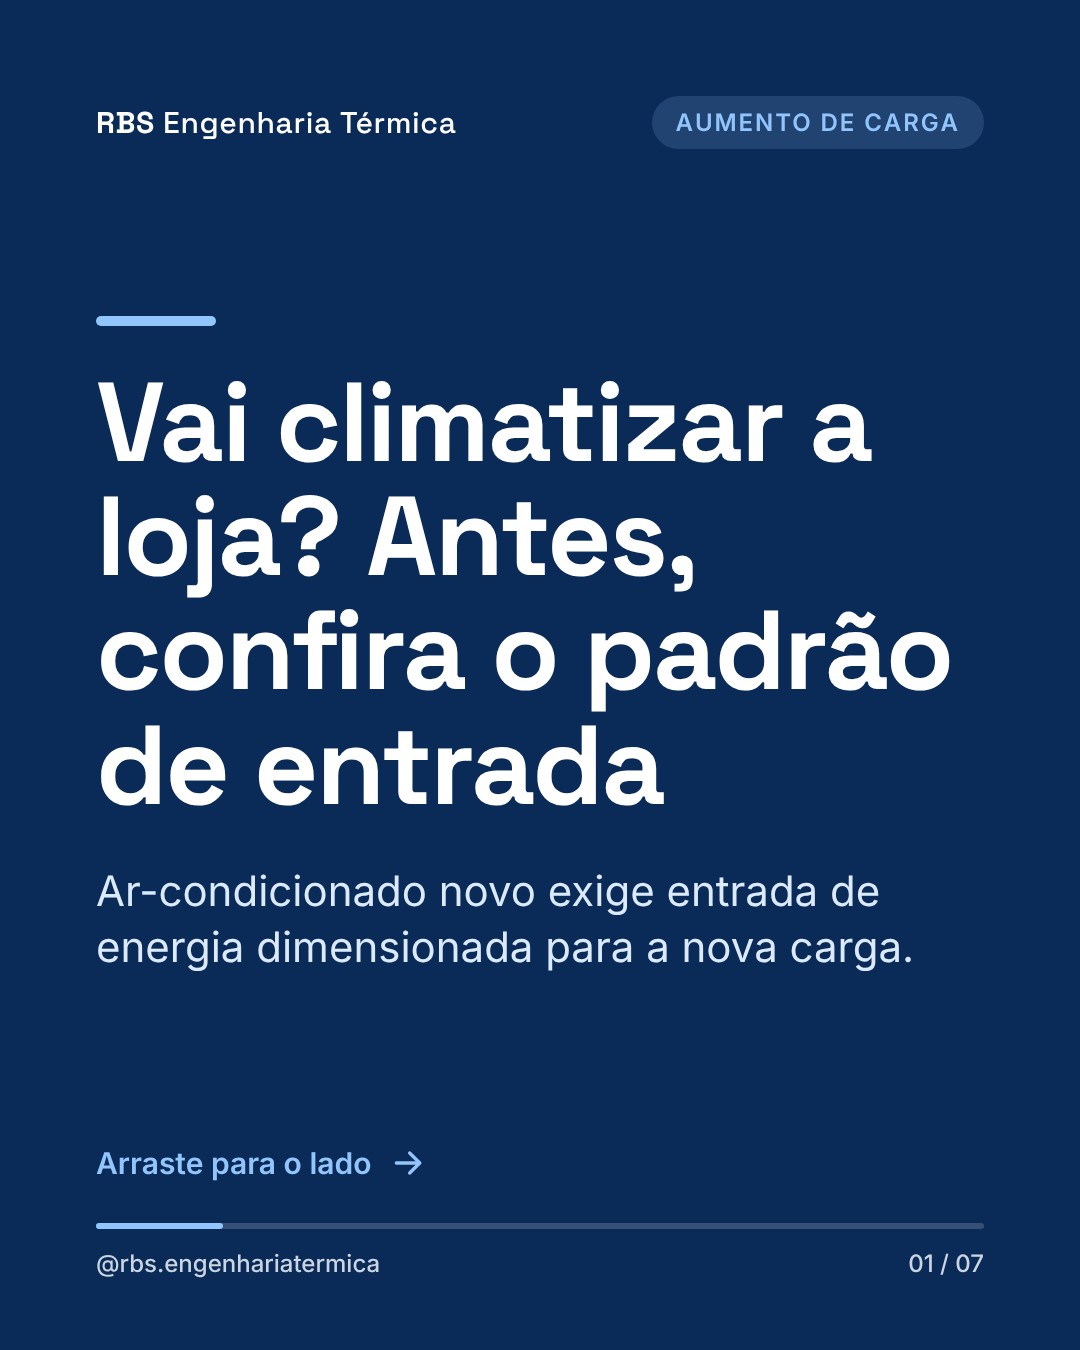 RBS Engenharia Térmica
AUMENTO DE CARGA
Vai climatizar a
loja? Antes,
confira o padrão
de entrada
Ar-condicionado novo exige entrada de
energia dimensionada para a nova carga.
Arraste para o lado →
@rbs.engenhariatermica
01 / 07